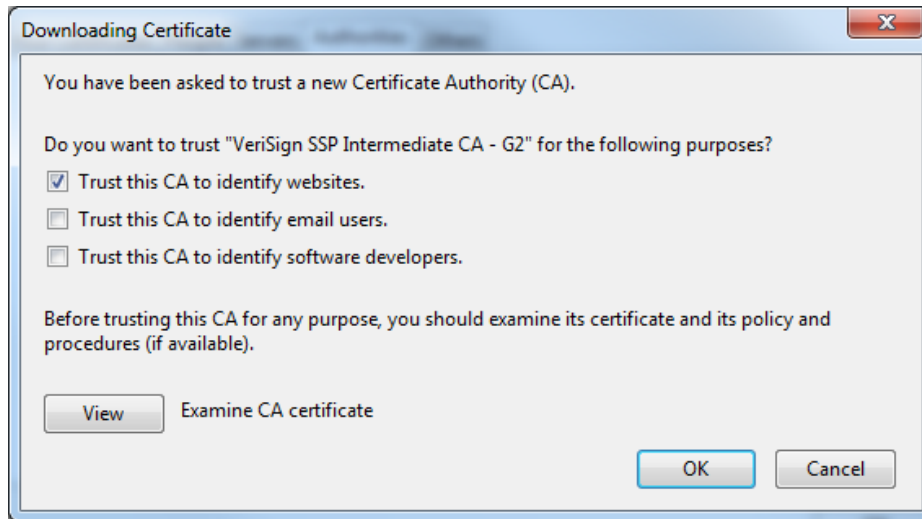 Downloading Certificate
You have been asked to trust a new Certificate Authority (CA).
Do you want to trust "VeriSign SSP Intermediate CA - G2" for the following purposes?
Trust this CA to identify websites.
Trust this CA to identify email users.
Trust this CA to identify software developers.
Before trusting this CA for any purpose, you should examine its certificate and its policy and
procedures (if available).
View Examine CA certificate
OK Cancel